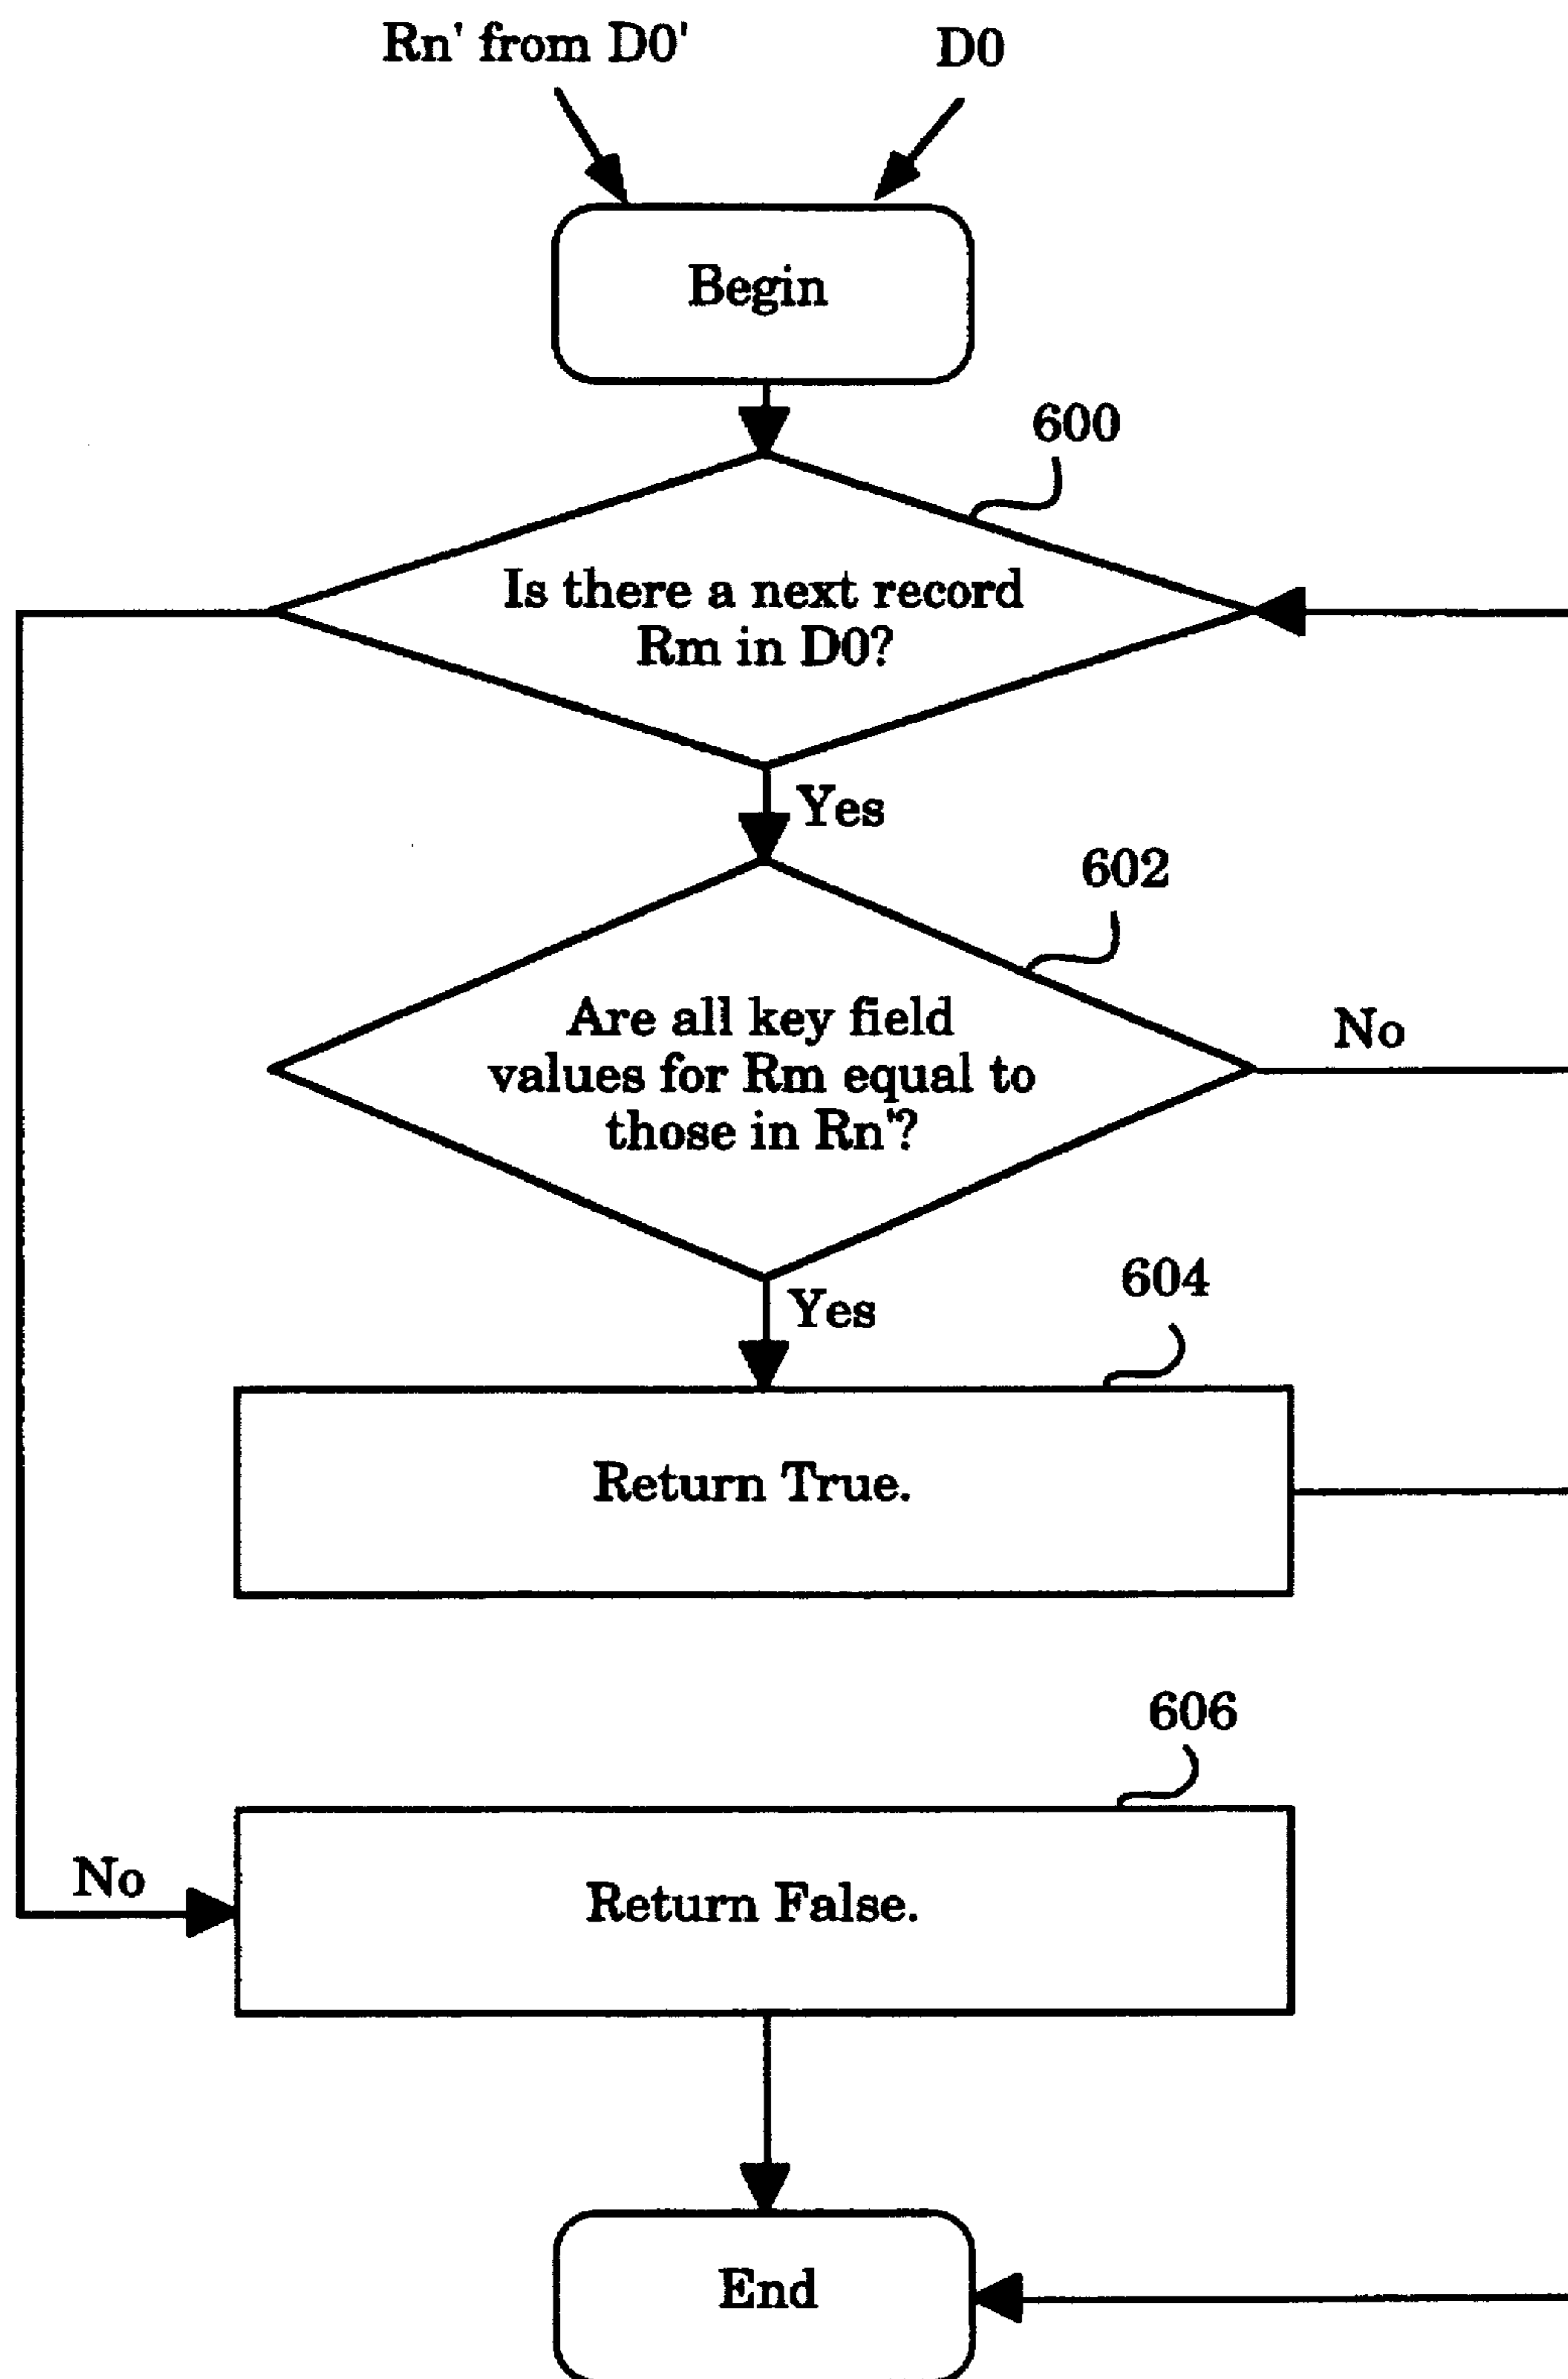 Rn' from D0'
D0
Begin
600
Is there a next record
Rm in D0?
Yes
602
Are all key field
values for Rm equal to
those in Rn'?
No
Yes
604
Return True.
606
No
Return False.
End